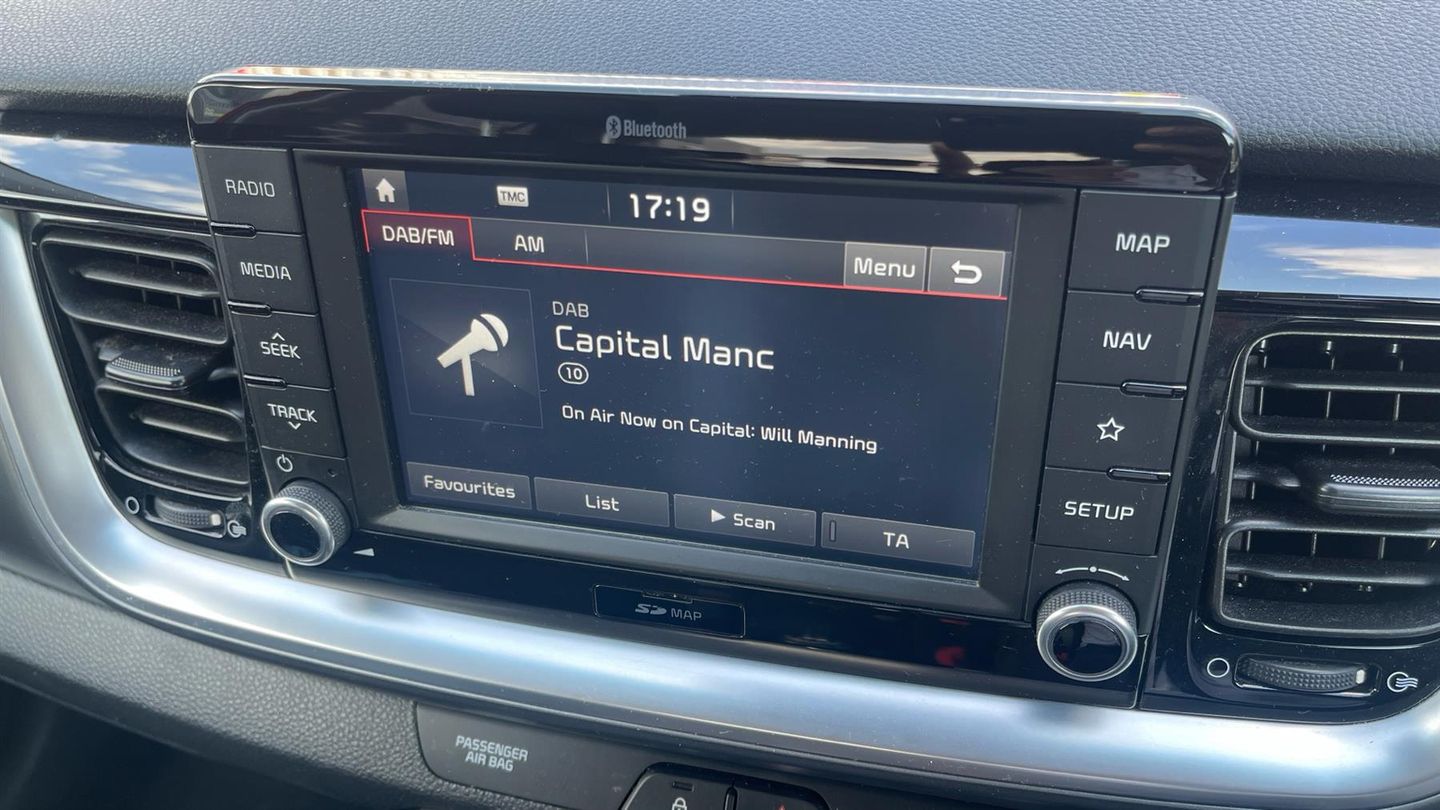 Bluetooth
RADIO
MEDIA
SEEK
TRACK
TMC
17:19
DAB/FM
AM
Menu
DAB
Capital Manc
10
On Air Now on Capital: Will Manning
Favourites
List
Scan
TA
MAP
NAV
SETUP
SD MAP
PASSENGER
AIR BAG